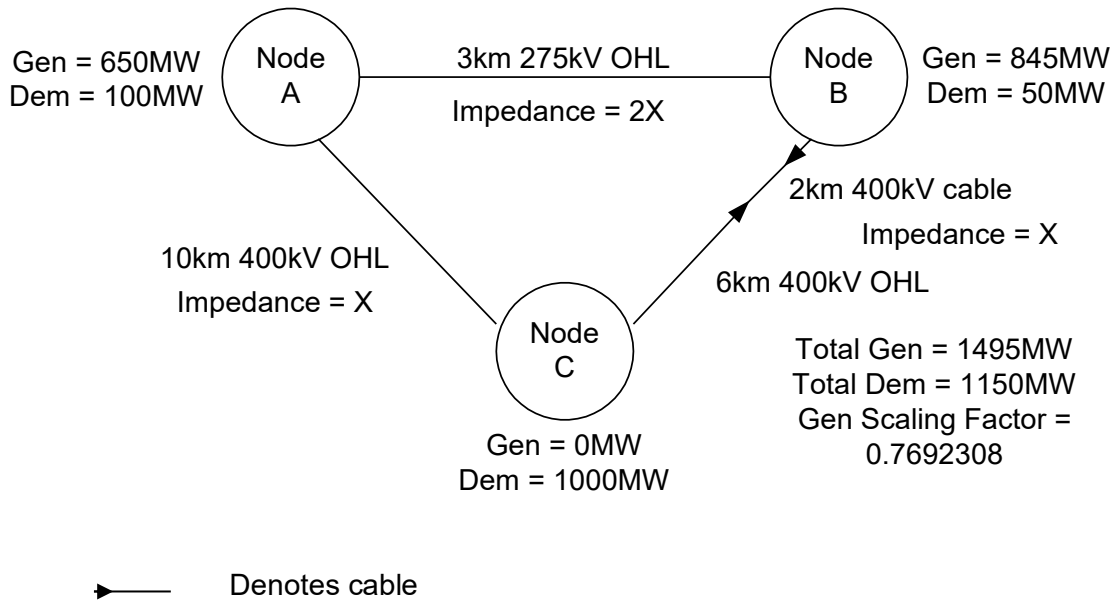 Gen = 650MW
Dem = 100MW
Node
A
3km 275kV OHL
Impedance = 2X
Node
B
Gen = 845MW
Dem = 50MW
2km 400kV cable
Impedance = X
10km 400kV OHL
Impedance = X
6km 400kV OHL
Node
C
Gen = 0MW
Dem = 1000MW
Total Gen = 1495MW
Total Dem = 1150MW
Gen Scaling Factor =
0.7692308
Denotes cable